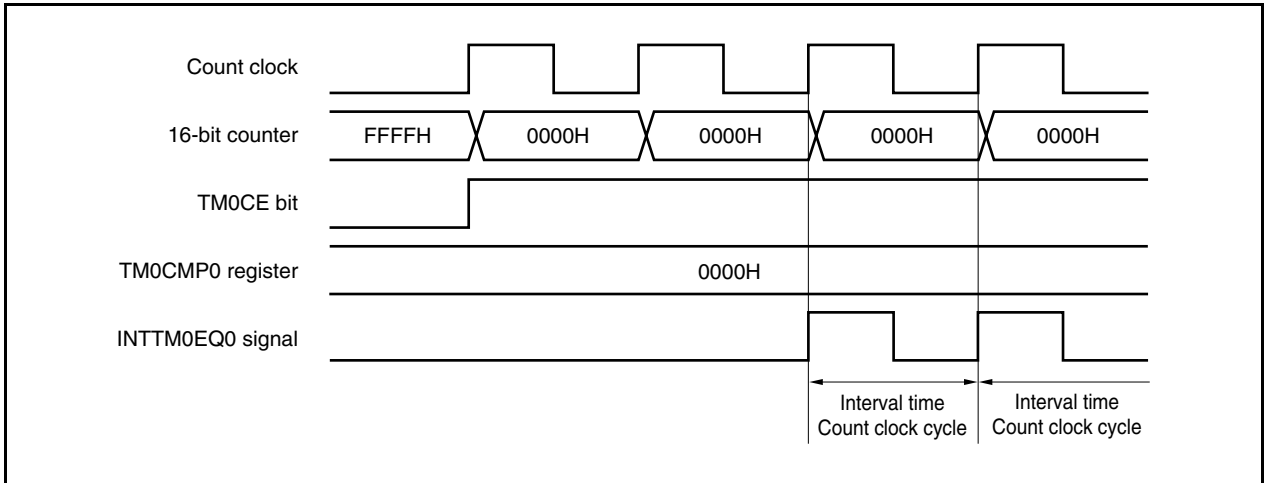 Count clock
16-bit counter FFFFH 0000H 0000H 0000H 0000H
TM0CE bit
TM0CMP0 register 0000H
INTTM0EQ0 signal
Interval time Interval time
Count clock cycle Count clock cycle